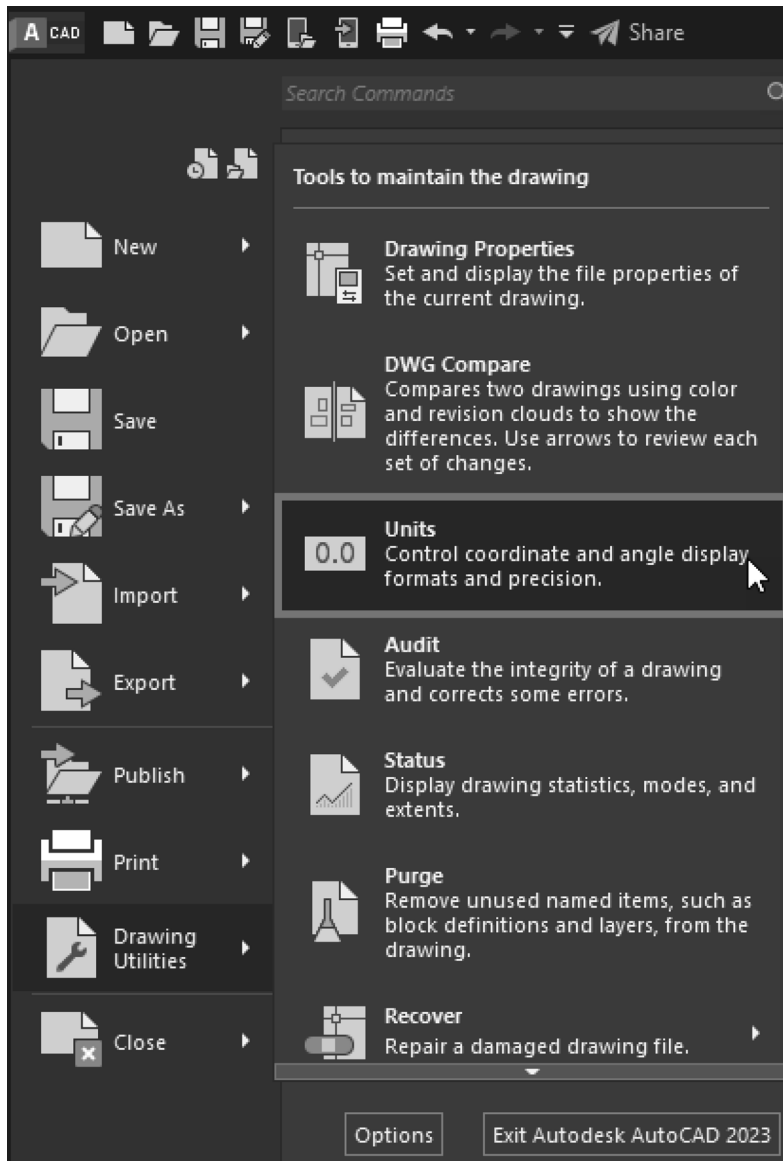 A CAD
Share
Search Commands
Tools to maintain the drawing
New
Open
Save
Save As
Import
Export
Publish
Print
Drawing
Utilities
Close
Drawing Properties
Set and display the file properties of
the current drawing.
DWG Compare
Compares two drawings using color
and revision clouds to show the
differences. Use arrows to review each
set of changes.
0.0
Units
Control coordinate and angle display
formats and precision.
Audit
Evaluate the integrity of a drawing
and corrects some errors.
Status
Display drawing statistics, modes, and
extents.
Purge
Remove unused named items, such as
block definitions and layers, from the
drawing.
Recover
Repair a damaged drawing file.
Options
Exit Autodesk AutoCAD 2023